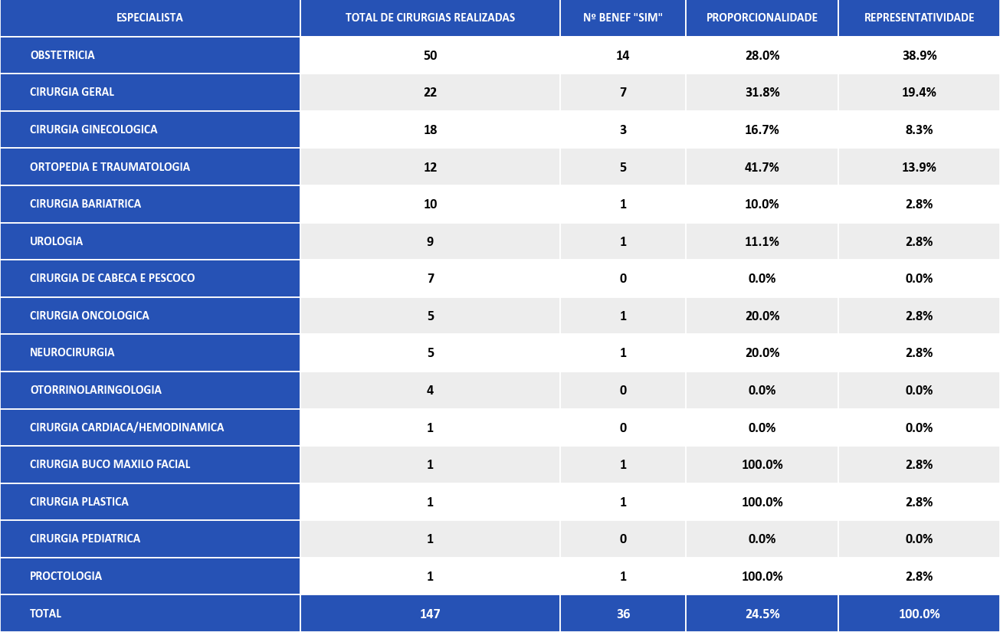 ESPECIALISTA TOTAL DE CIRURGIAS REALIZADAS Nº BENEF "SIM" PROPORCIONALIDADE REPRESENTATIVIDADE
OBSTETRICIA 50 14 28.0% 38.9%
CIRURGIA GERAL 22 7 31.8% 19.4%
CIRURGIA GINECOLOGICA 18 3 16.7% 8.3%
ORTOPEDIA E TRAUMATOLOGIA 12 5 41.7% 13.9%
CIRURGIA BARIATRICA 10 1 10.0% 2.8%
UROLOGIA 9 1 11.1% 2.8%
CIRURGIA DE CABECA E PESCOCO 7 0 0.0% 0.0%
CIRURGIA ONCOLOGICA 5 1 20.0% 2.8%
NEUROCIRURGIA 5 1 20.0% 2.8%
OTORRINOLARINGOLOGIA 4 0 0.0% 0.0%
CIRURGIA CARDIACA/HEMODINAMICA 1 0 0.0% 0.0%
CIRURGIA BUCO MAXILO FACIAL 1 1 100.0% 2.8%
CIRURGIA PLASTICA 1 1 100.0% 2.8%
CIRURGIA PEDIATRICA 1 0 0.0% 0.0%
PROCTOLOGIA 1 1 100.0% 2.8%
TOTAL 147 36 24.5% 100.0%